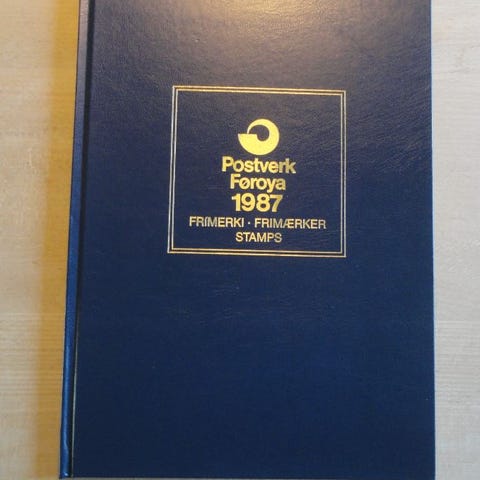 Postverk
Føroya
1987
FRÍMERKI · FRIMÆRKER
STAMPS